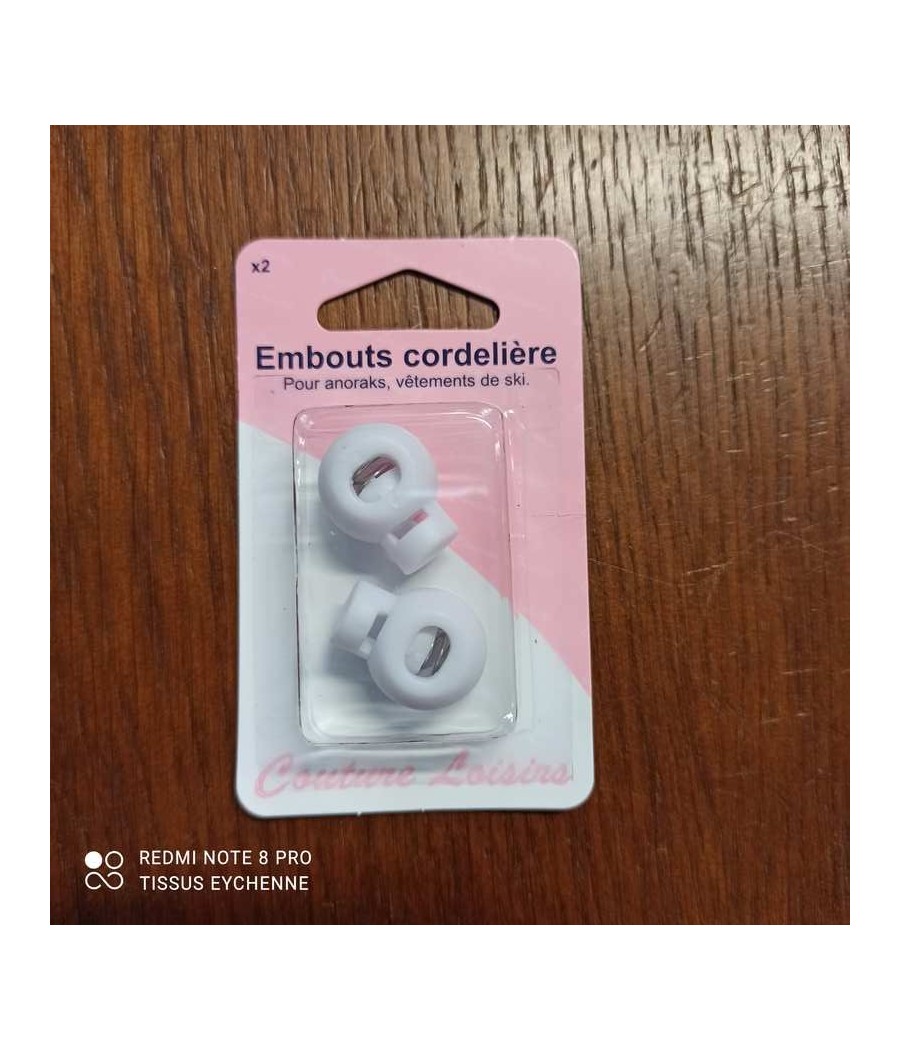 x2
Embouts cordelière
Pour anoraks, vêtements de ski.
Couture Loisirs
REDMI NOTE 8 PRO
TISSUS EYCHENNE